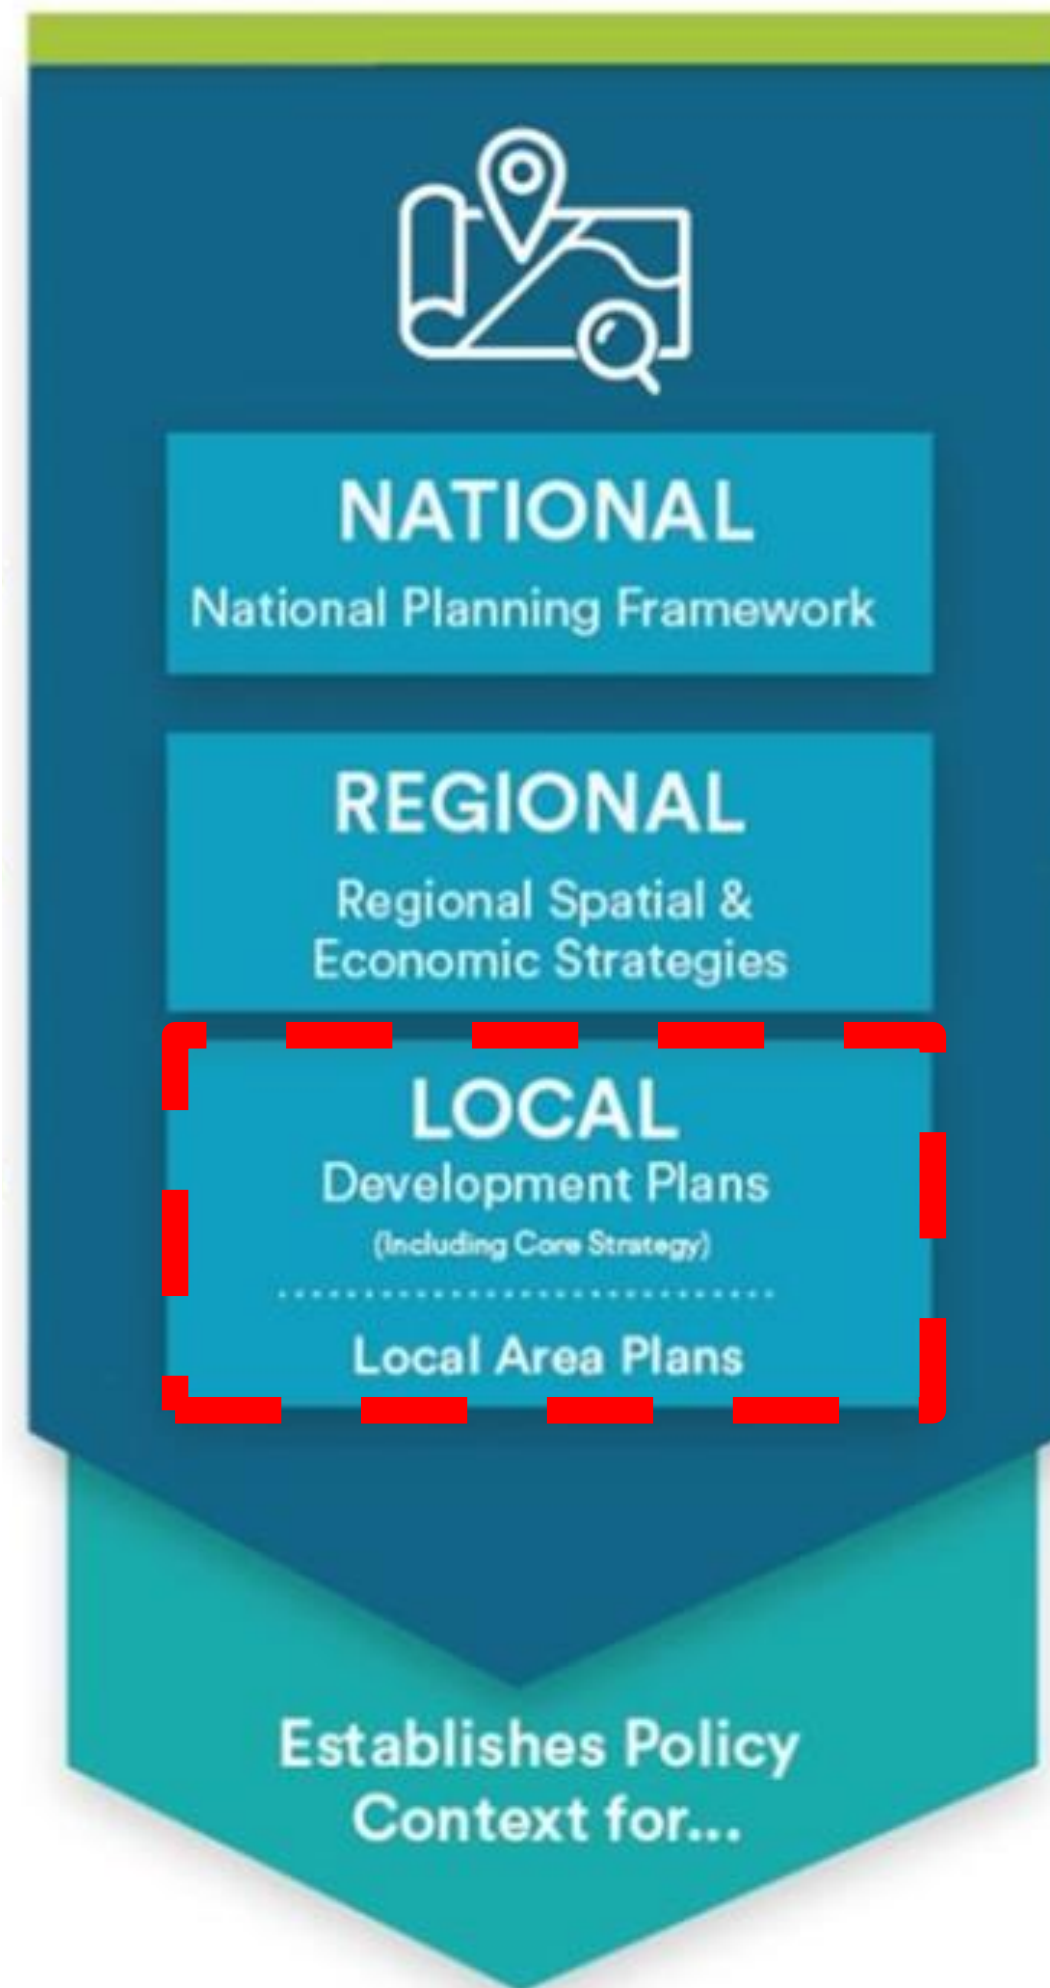 NATIONAL
National Planning Framework
REGIONAL
Regional Spatial &
Economic Strategies
LOCAL
Development Plans
(Including Core Strategy)
Local Area Plans
Establishes Policy
Context for...